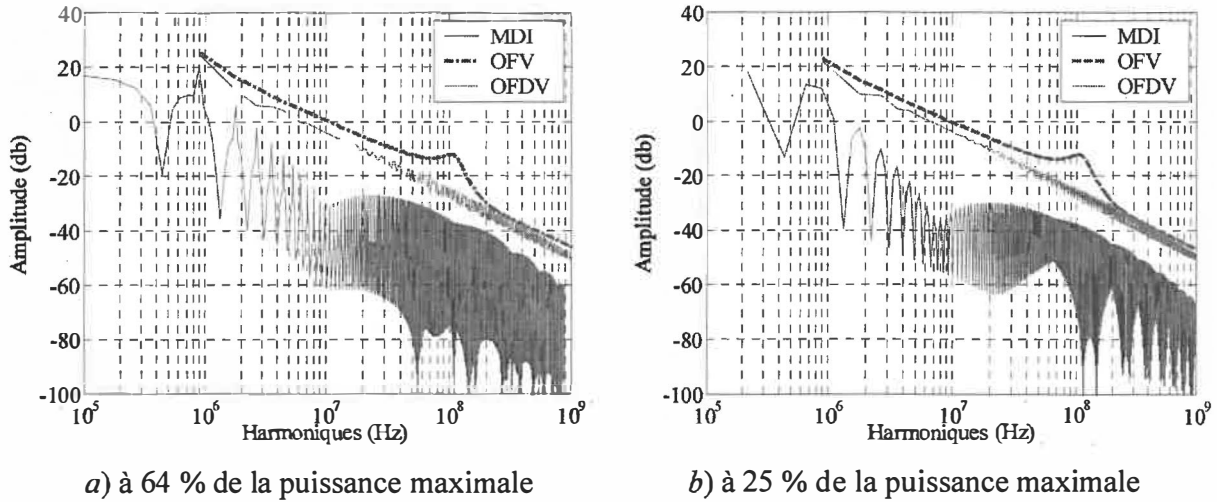 40
20
0
-20
-40
-60
-80
-100
Amplitude (db)
10^5
10^6
10^7
10^8
10^9
Harmoniques (Hz)
MDI
OFV
OFDV
a) à 64 % de la puissance maximale
40
20
0
-20
-40
-60
-80
-100
Amplitude (db)
10^5
10^6
10^7
10^8
10^9
Harmoniques (Hz)
MDI
OFV
OFDV
b) à 25 % de la puissance maximale